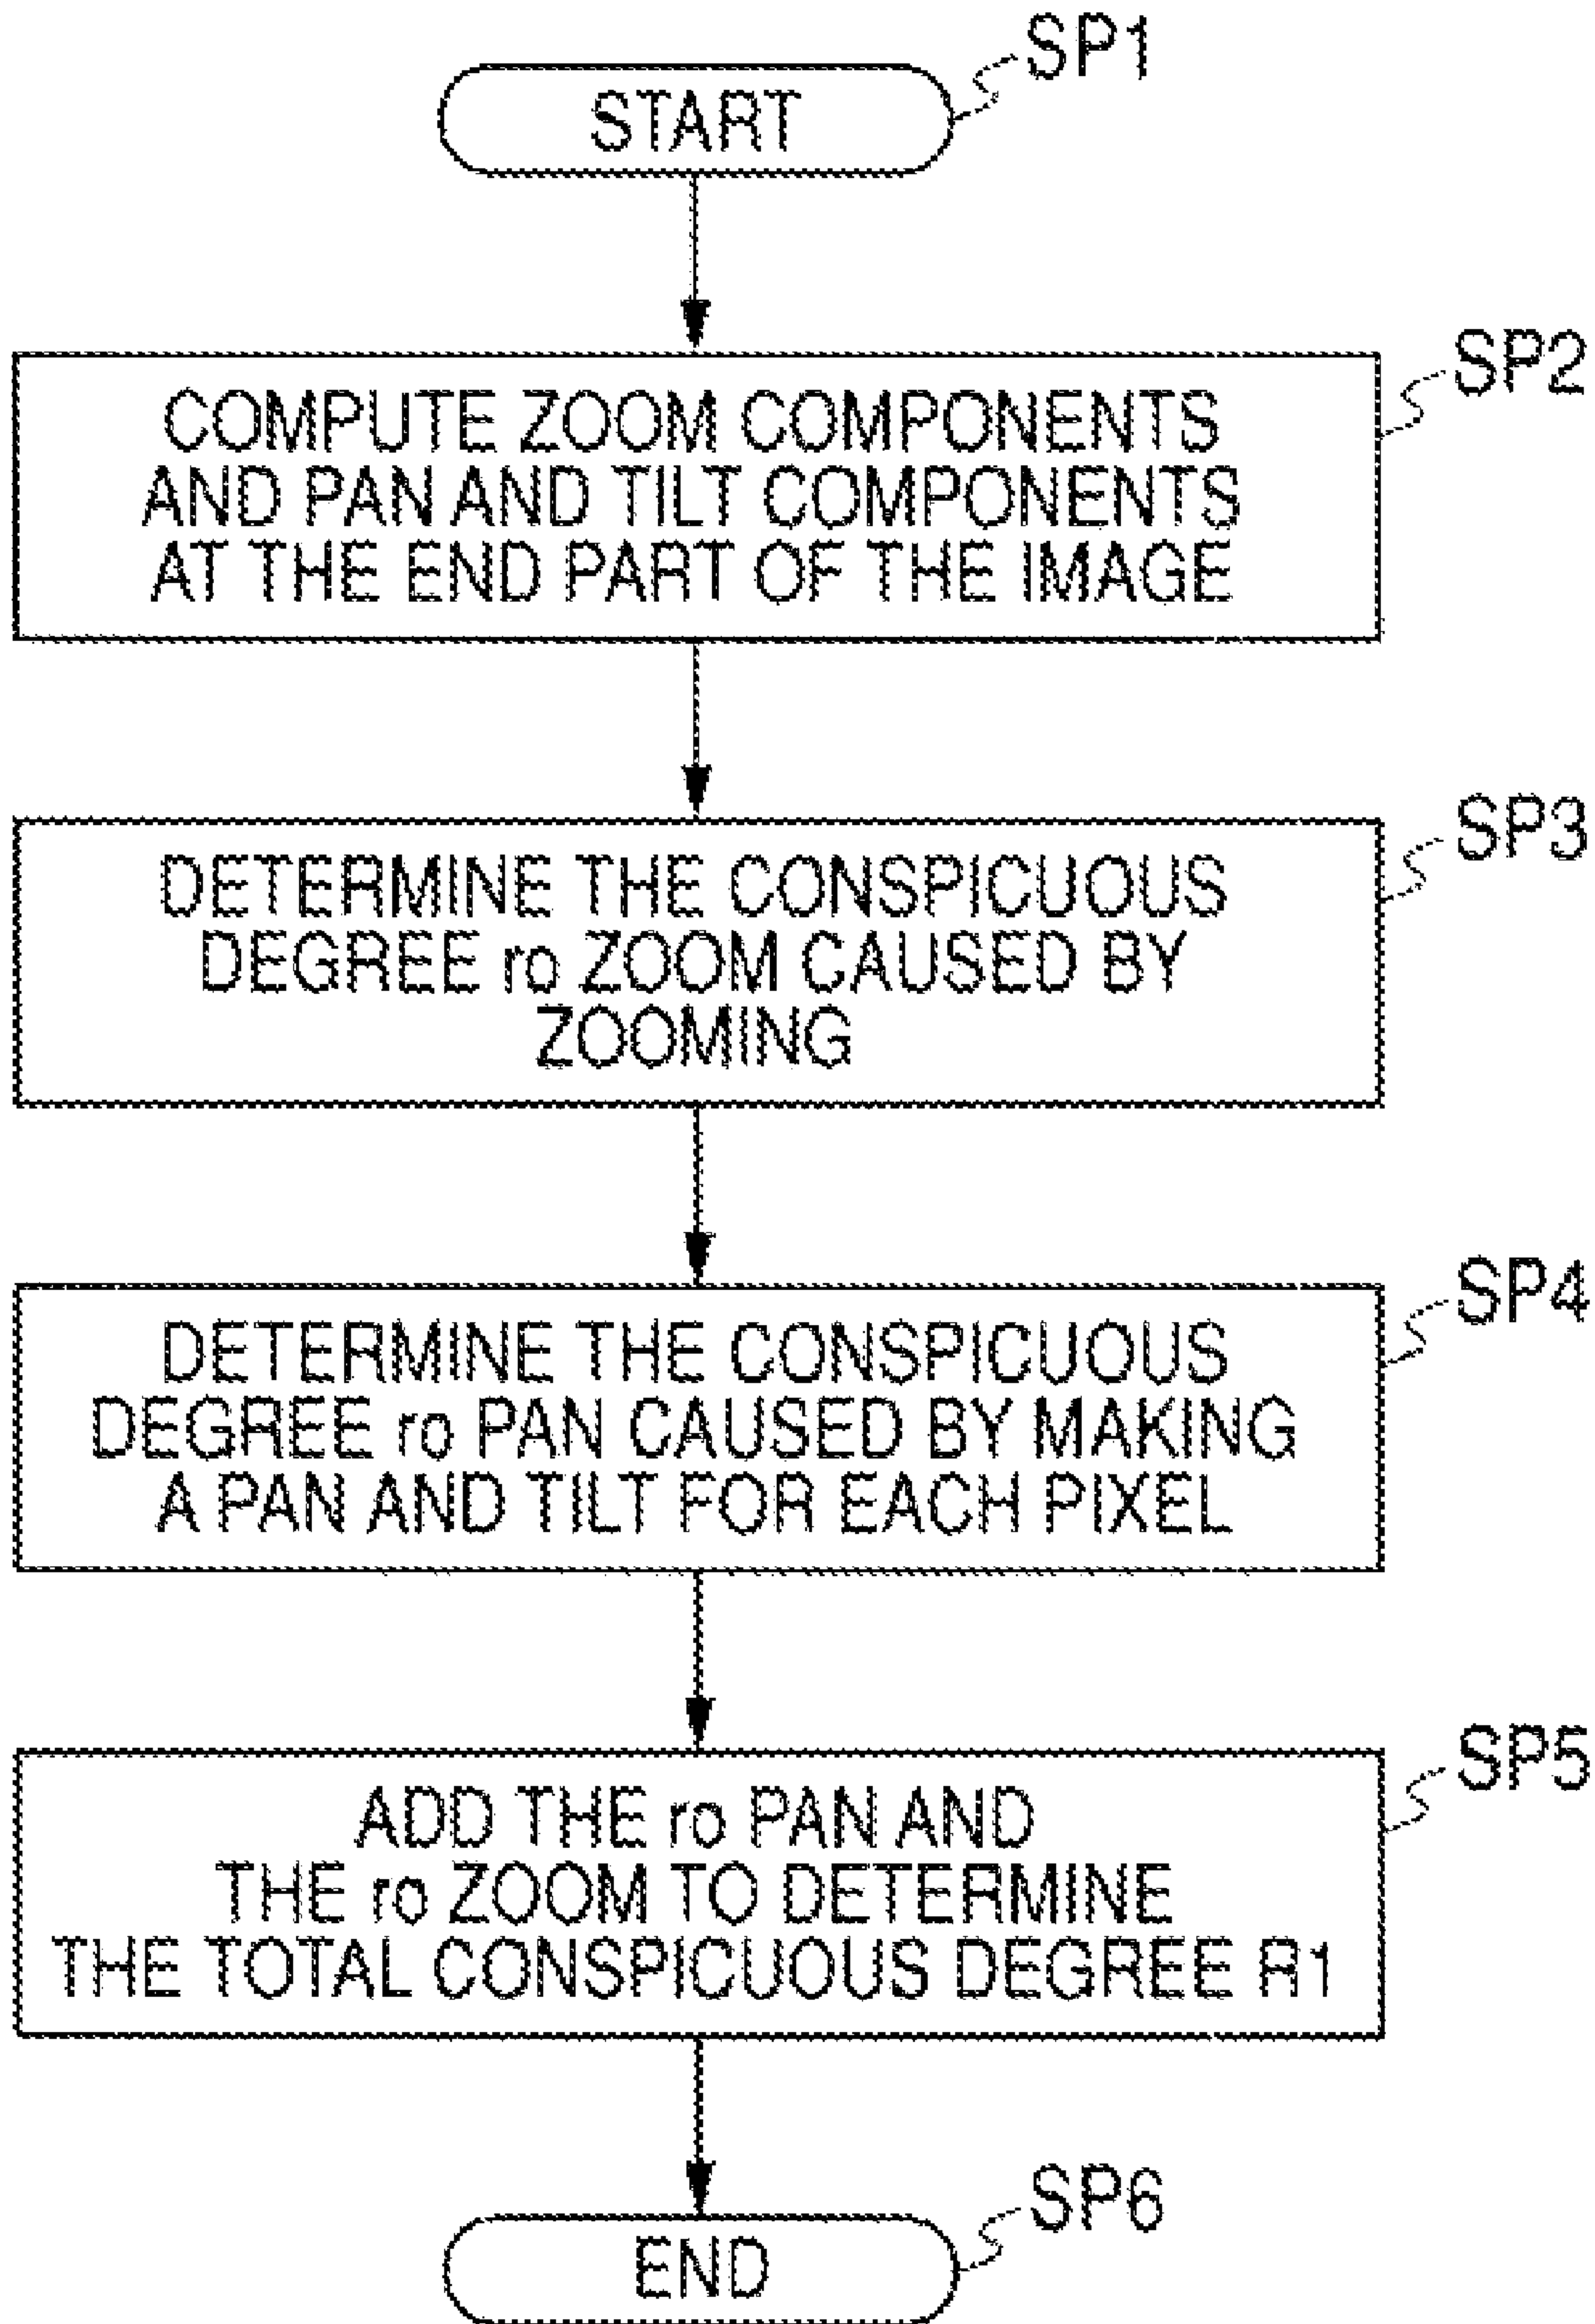 SP1
START
SP2
COMPUTE ZOOM COMPONENTS
AND PAN AND TILT COMPONENTS
AT THE END PART OF THE IMAGE
SP3
DETERMINE THE CONSPICUOUS
DEGREE ro ZOOM CAUSED BY
ZOOMING
SP4
DETERMINE THE CONSPICUOUS
DEGREE ro PAN CAUSED BY MAKING
A PAN AND TILT FOR EACH PIXEL
SP5
ADD THE ro PAN AND
THE ro ZOOM TO DETERMINE
THE TOTAL CONSPICUOUS DEGREE R1
SP6
END